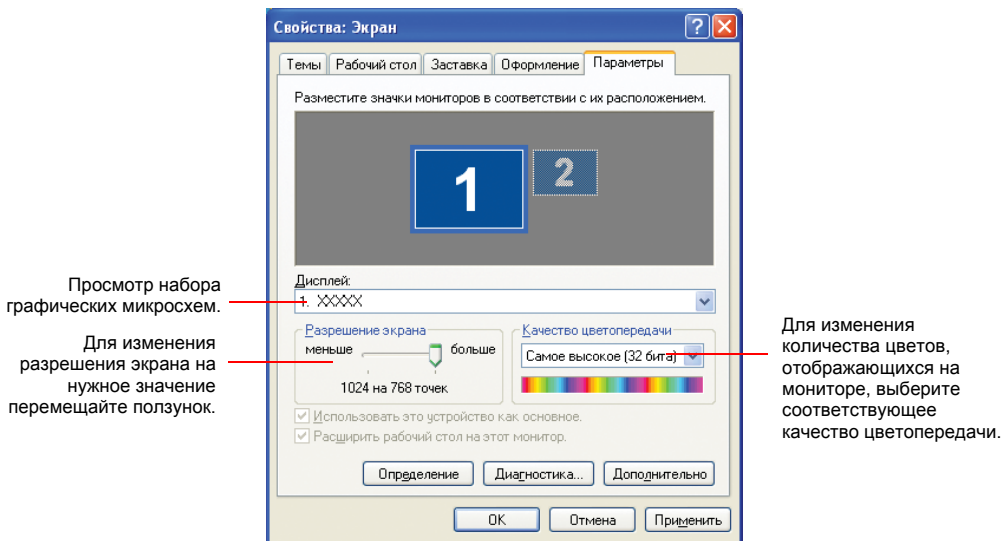 Свойства: Экран
Темы Рабочий стол Заставка Оформление Параметры
Разместите значки мониторов в соответствии с их расположением.
1 2
Дисплей:
1. XXXXX
Разрешение экрана
меньше больше
1024 на 768 точек
Качество цветопередачи
Самое высокое (32 бита)
Использовать это устройство как основное.
Расширить рабочий стол на этот монитор.
Определение Диагностика... Дополнительно
OK Отмена Применить
Просмотр набора
графических микросхем.
Для изменения
разрешения экрана на
нужное значение
перемещайте ползунок.
Для изменения
количества цветов,
отображающихся на
мониторе, выберите
соответствующее
качество цветопередачи.